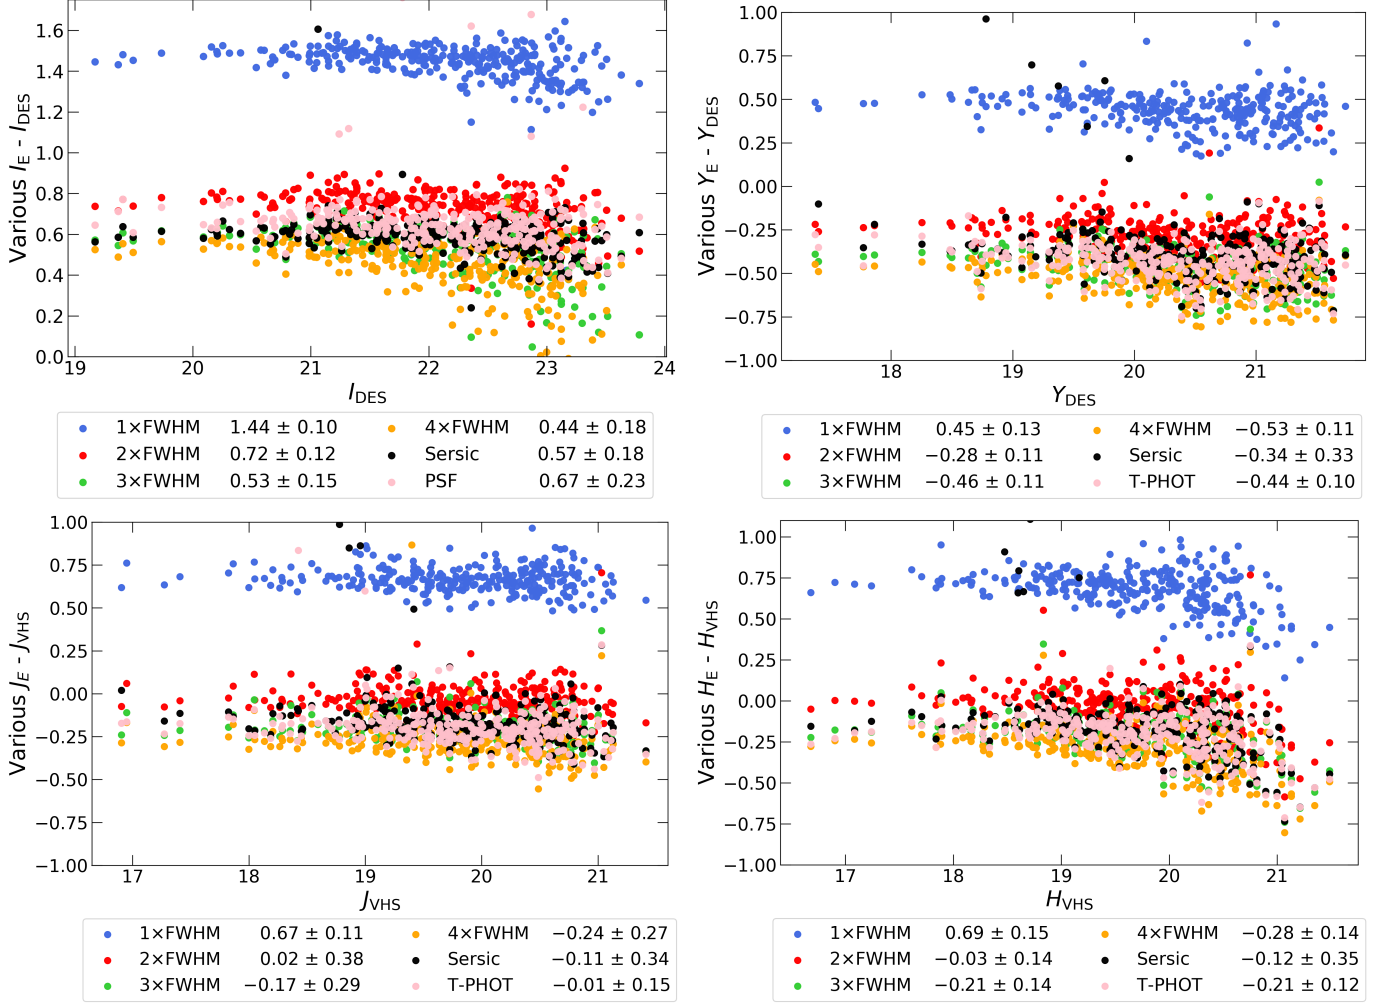 1.6
1.4
1.2
1.0
0.8
0.6
0.4
0.2
0.0
Various I_E - I_DES
19 20 21 22 23 24
I_DES
1×FWHM 1.44 ± 0.10 4×FWHM 0.44 ± 0.18
2×FWHM 0.72 ± 0.12 Sersic 0.57 ± 0.18
3×FWHM 0.53 ± 0.15 PSF 0.67 ± 0.23
1.00
0.75
0.50
0.25
0.00
−0.25
−0.50
−0.75
−1.00
Various Y_E - Y_DES
18 19 20 21
Y_DES
1×FWHM 0.45 ± 0.13 4×FWHM −0.53 ± 0.11
2×FWHM −0.28 ± 0.11 Sersic −0.34 ± 0.33
3×FWHM −0.46 ± 0.11 T-PHOT −0.44 ± 0.10
1.00
0.75
0.50
0.25
0.00
−0.25
−0.50
−0.75
−1.00
Various J_E - J_VHS
17 18 19 20 21
J_VHS
1×FWHM 0.67 ± 0.11 4×FWHM −0.24 ± 0.27
2×FWHM 0.02 ± 0.38 Sersic −0.11 ± 0.34
3×FWHM −0.17 ± 0.29 T-PHOT −0.01 ± 0.15
1.00
0.75
0.50
0.25
0.00
−0.25
−0.50
−0.75
−1.00
Various H_E - H_VHS
17 18 19 20 21
H_VHS
1×FWHM 0.69 ± 0.15 4×FWHM −0.28 ± 0.14
2×FWHM −0.03 ± 0.14 Sersic −0.12 ± 0.35
3×FWHM −0.21 ± 0.14 T-PHOT −0.21 ± 0.12